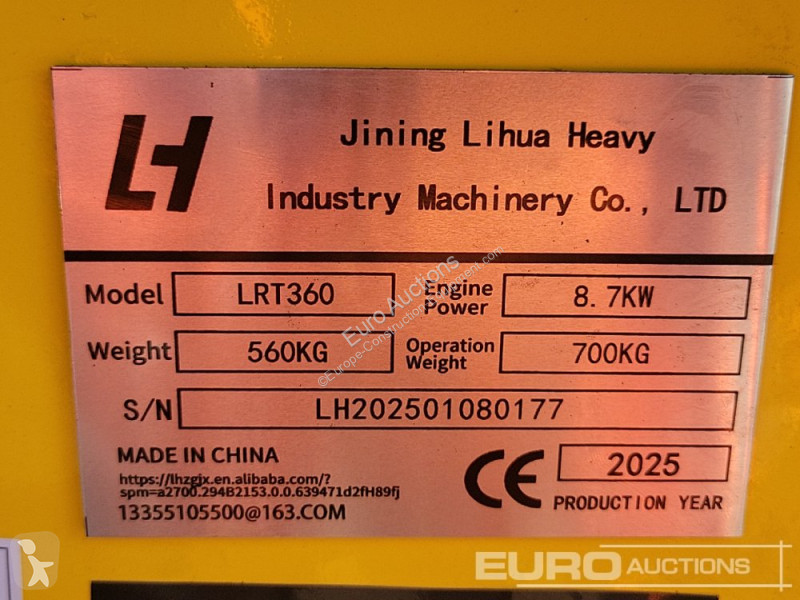 LH
Jining Lihua Heavy
Industry Machinery Co., LTD
Model LRT360
Engine Power 8.7KW
Weight 560KG
Operation Weight 700KG
S/N LH202501080177
MADE IN CHINA
https://lhzgjx.en.alibaba.com/?
spm=a2700.294B2153.0.0.639471d2fH89fj
13355105500@163.COM
CE
2025
PRODUCTION YEAR
Euro Auctions
©Europe-Construction-Equipment.com
EURO AUCTIONS